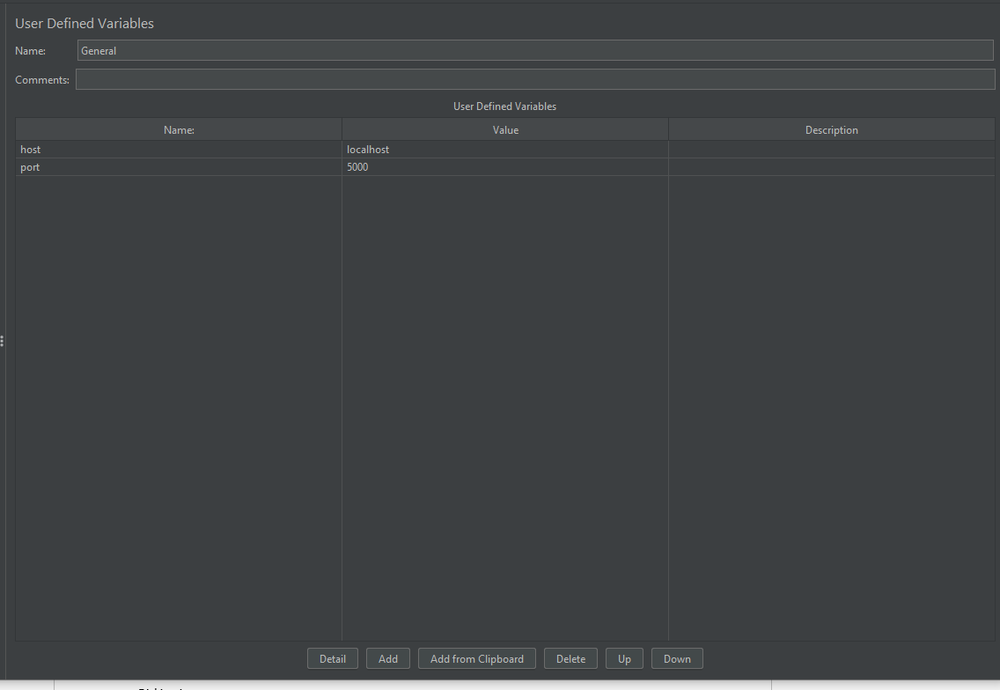 User Defined Variables
Name: General
Comments:
User Defined Variables
Name: Value Description
host localhost
port 5000
Detail Add Add from Clipboard Delete Up Down